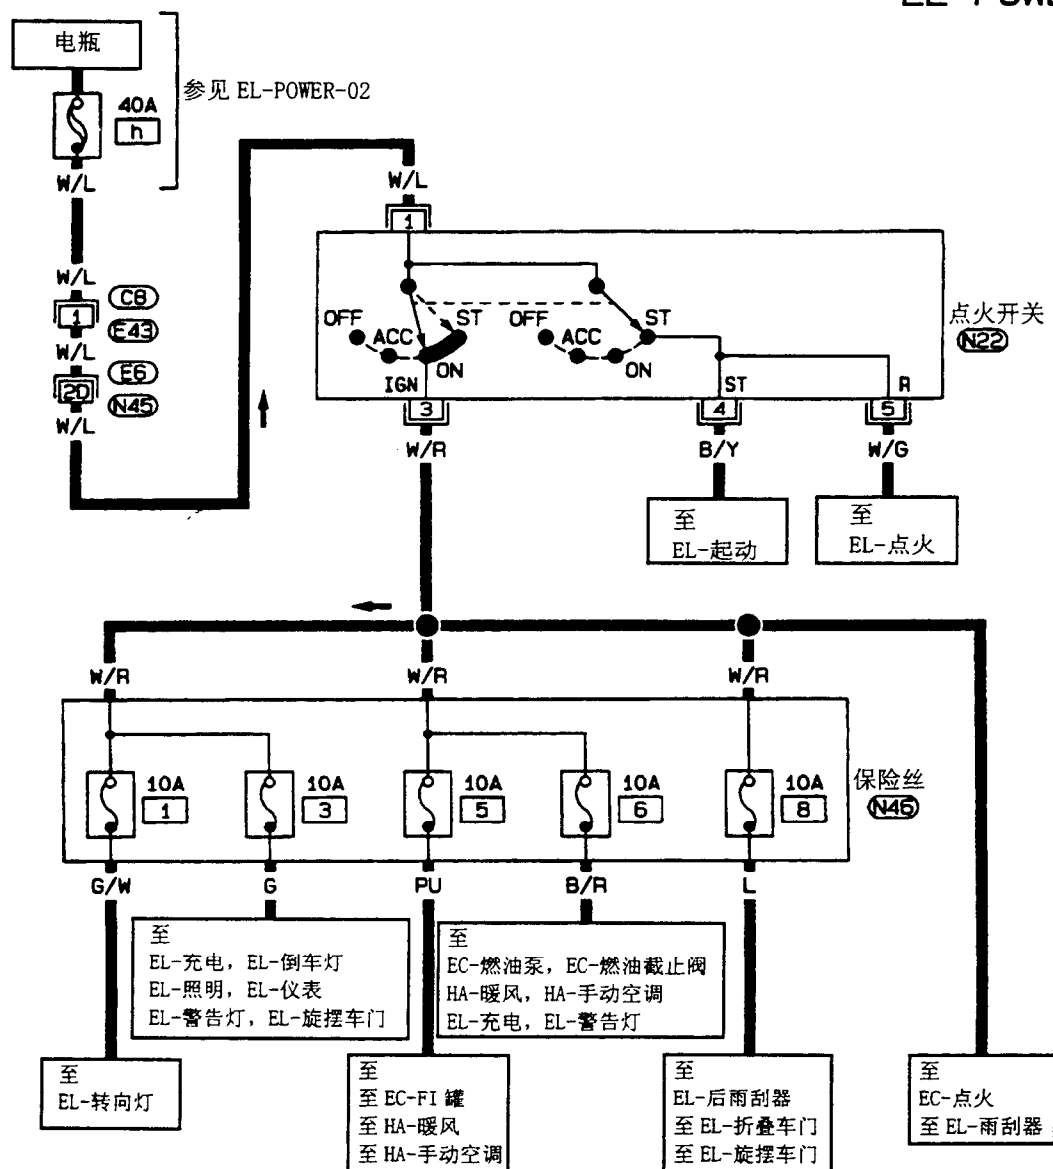 电瓶
参见 EL-POWER-02
40A
h
W/L
W/L
1
W/L
C8
E43
1
W/L
E6
2D
N45
W/L
OFF
ACC
ST
ON
OFF
ACC
ST
ON
点火开关
N22
IGN
ST
R
3
4
5
W/R
B/Y
W/G
至
EL-起动
至
EL-点火
W/R
W/R
W/R
10A
1
10A
3
10A
5
10A
6
10A
8
保险丝
N46
G/W
G
PU
B/R
L
至
EL-充电，EL-倒车灯
EL-照明，EL-仪表
EL-警告灯，EL-旋摆车门
至
EC-燃油泵，EC-燃油截止阀
HA-暖风，HA-手动空调
EL-充电，EL-警告灯
至
EL-转向灯
至
至 EC-FI 罐
至 HA-暖风
至 HA-手动空调
至
EL-后雨刮器
至 EL-折叠车门
至 EL-旋摆车门
至
EC-点火
至 EL-雨刮器